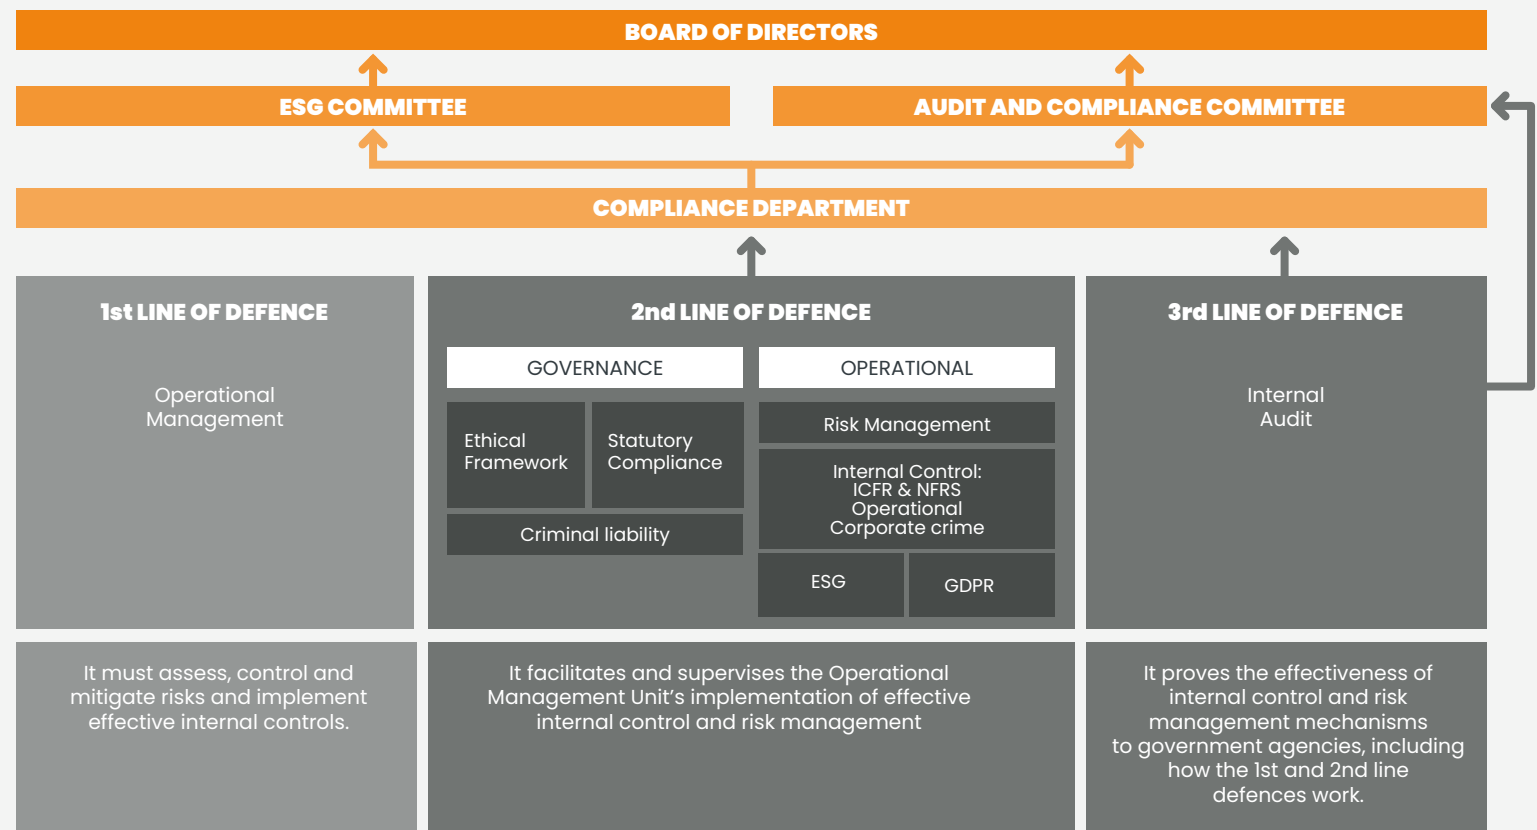 BOARD OF DIRECTORS
ESG COMMITTEE
AUDIT AND COMPLIANCE COMMITTEE
COMPLIANCE DEPARTMENT
1st LINE OF DEFENCE
Operational
Management
It must assess, control and
mitigate risks and implement
effective internal controls.
2nd LINE OF DEFENCE
GOVERNANCE
Ethical
Framework
Statutory
Compliance
Criminal liability
OPERATIONAL
Risk Management
Internal Control:
ICFR & NFRS
Operational
Corporate crime
ESG
GDPR
It facilitates and supervises the Operational
Management Unit’s implementation of effective
internal control and risk management
3rd LINE OF DEFENCE
Internal
Audit
It proves the effectiveness of
internal control and risk
management mechanisms
to government agencies, including
how the 1st and 2nd line
defences work.